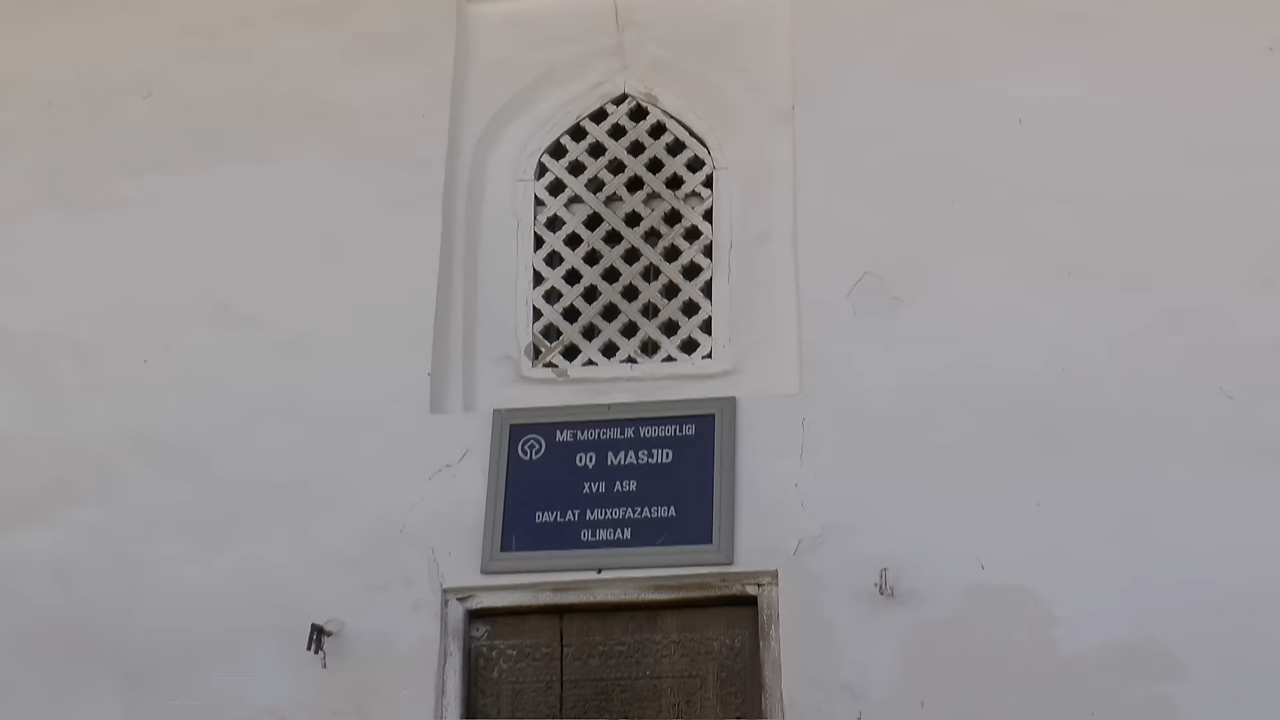 ME'MORCHILIK YODGORLIGI
OQ MASJID
XVII ASR
DAVLAT MUXOFAZASIGA
OLINGAN